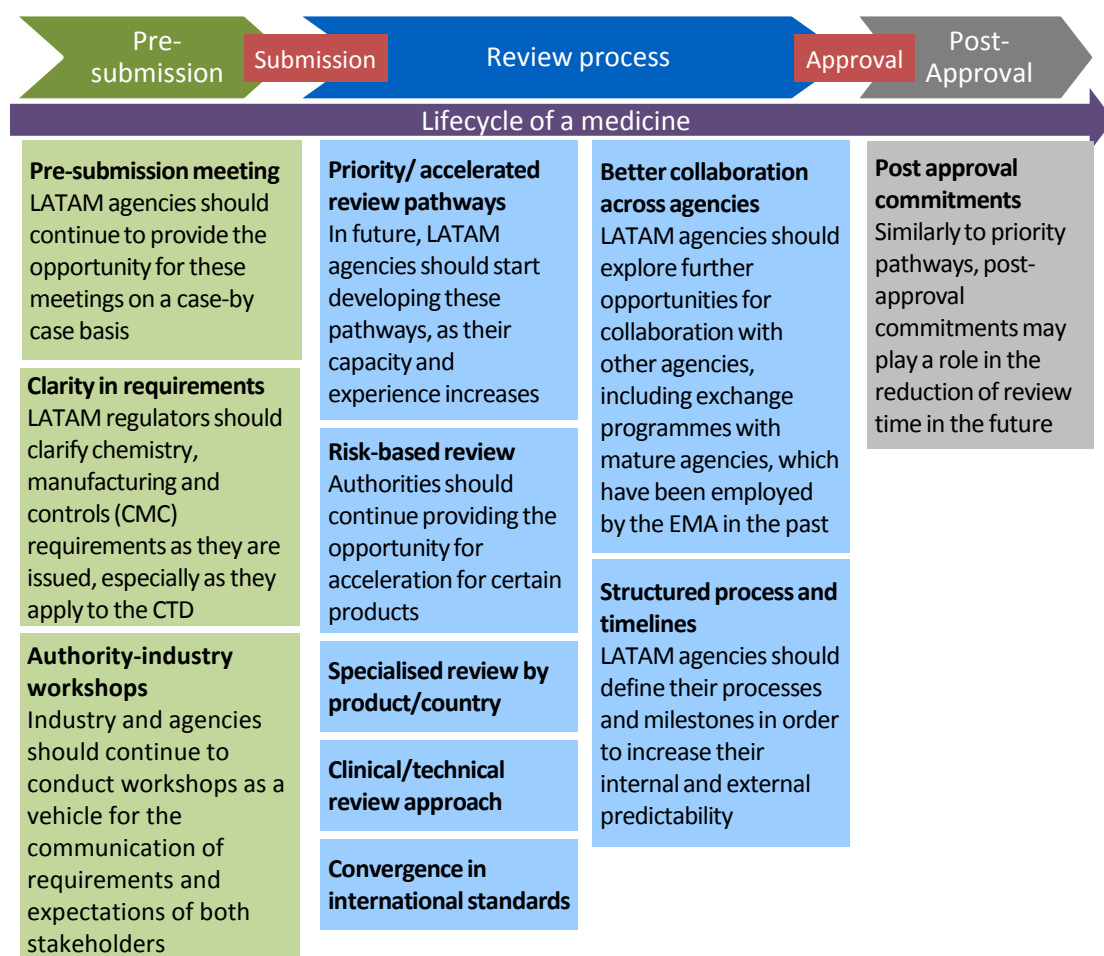 Pre-
submission
Submission
Review process
Approval
Post-
Approval
Lifecycle of a medicine
Pre-submission meeting
LATAM agencies should
continue to provide the
opportunity for these
meetings on a case-by
case basis
Clarity in requirements
LATAM regulators should
clarify chemistry,
manufacturing and
controls (CMC)
requirements as they are
issued, especially as they
apply to the CTD
Authority-industry
workshops
Industry and agencies
should continue to
conduct workshops as a
vehicle for the
communication of
requirements and
expectations of both
stakeholders
Priority/ accelerated
review pathways
In future, LATAM
agencies should start
developing these
pathways, as their
capacity and
experience increases
Risk-based review
Authorities should
continue providing the
opportunity for
acceleration for certain
products
Specialised review by
product/country
Clinical/technical
review approach
Convergence in
international standards
Better collaboration
across agencies
LATAM agencies should
explore further
opportunities for
collaboration with
other agencies,
including exchange
programmes with
mature agencies, which
have been employed
by the EMA in the past
Structured process and
timelines
LATAM agencies should
define their processes
and milestones in order
to increase their
internal and external
predictability
Post approval
commitments
Similarly to priority
pathways, post-
approval
commitments may
play a role in the
reduction of review
time in the future